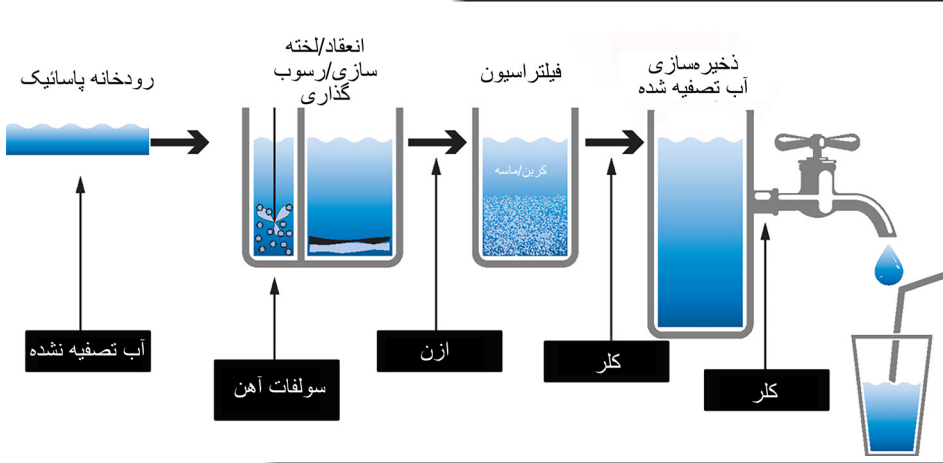 رودخانه پاسائیک
انعقاد/لخته
سازی/رسوب
گذاری
فیلتراسیون
ذخیره‌سازی
آب تصفیه شده
کربن/ماسه
آب تصفیه نشده
سولفات آهن
ازن
کلر
کلر